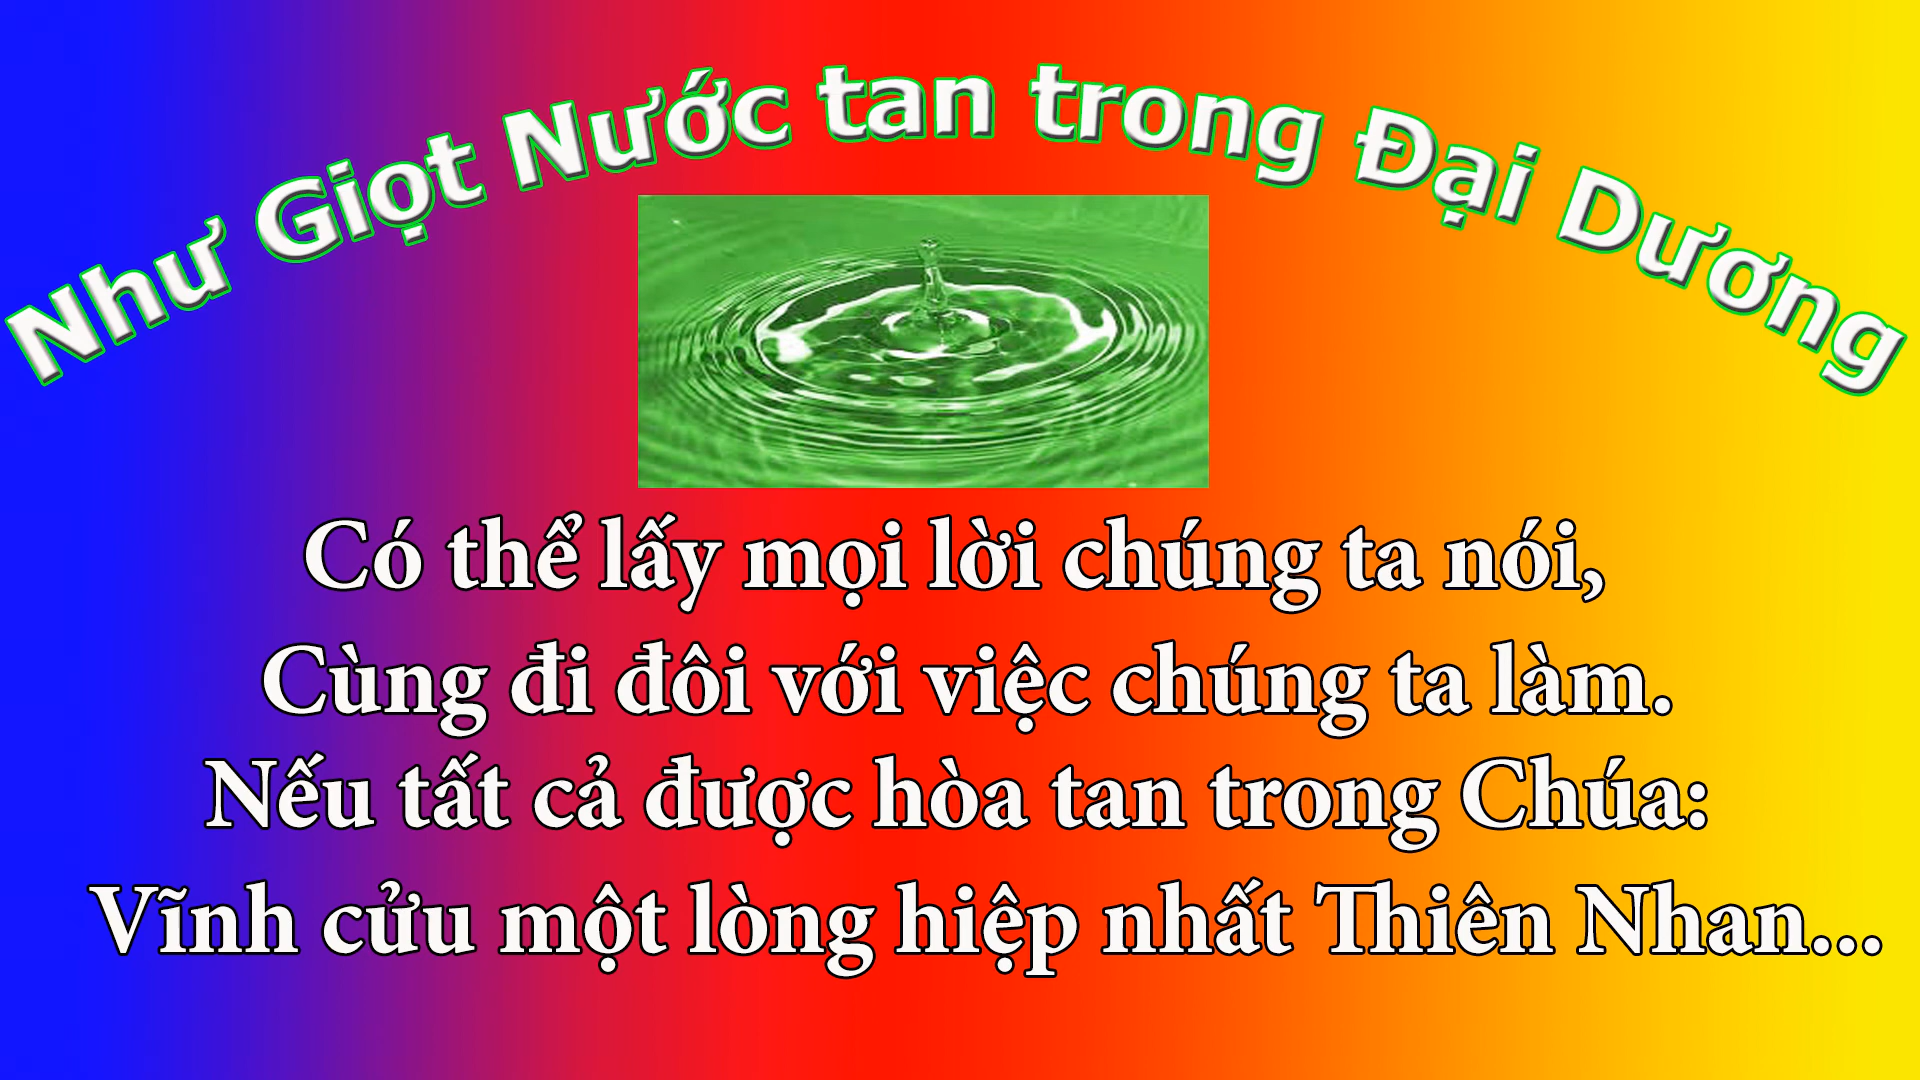 Như Giọt Nước tan trong Đại Dương
Có thể lấy mọi lời chúng ta nói,
Cùng đi đôi với việc chúng ta làm.
Nếu tất cả được hòa tan trong Chúa:
Vĩnh cửu một lòng hiệp nhất Thiên Nhan...